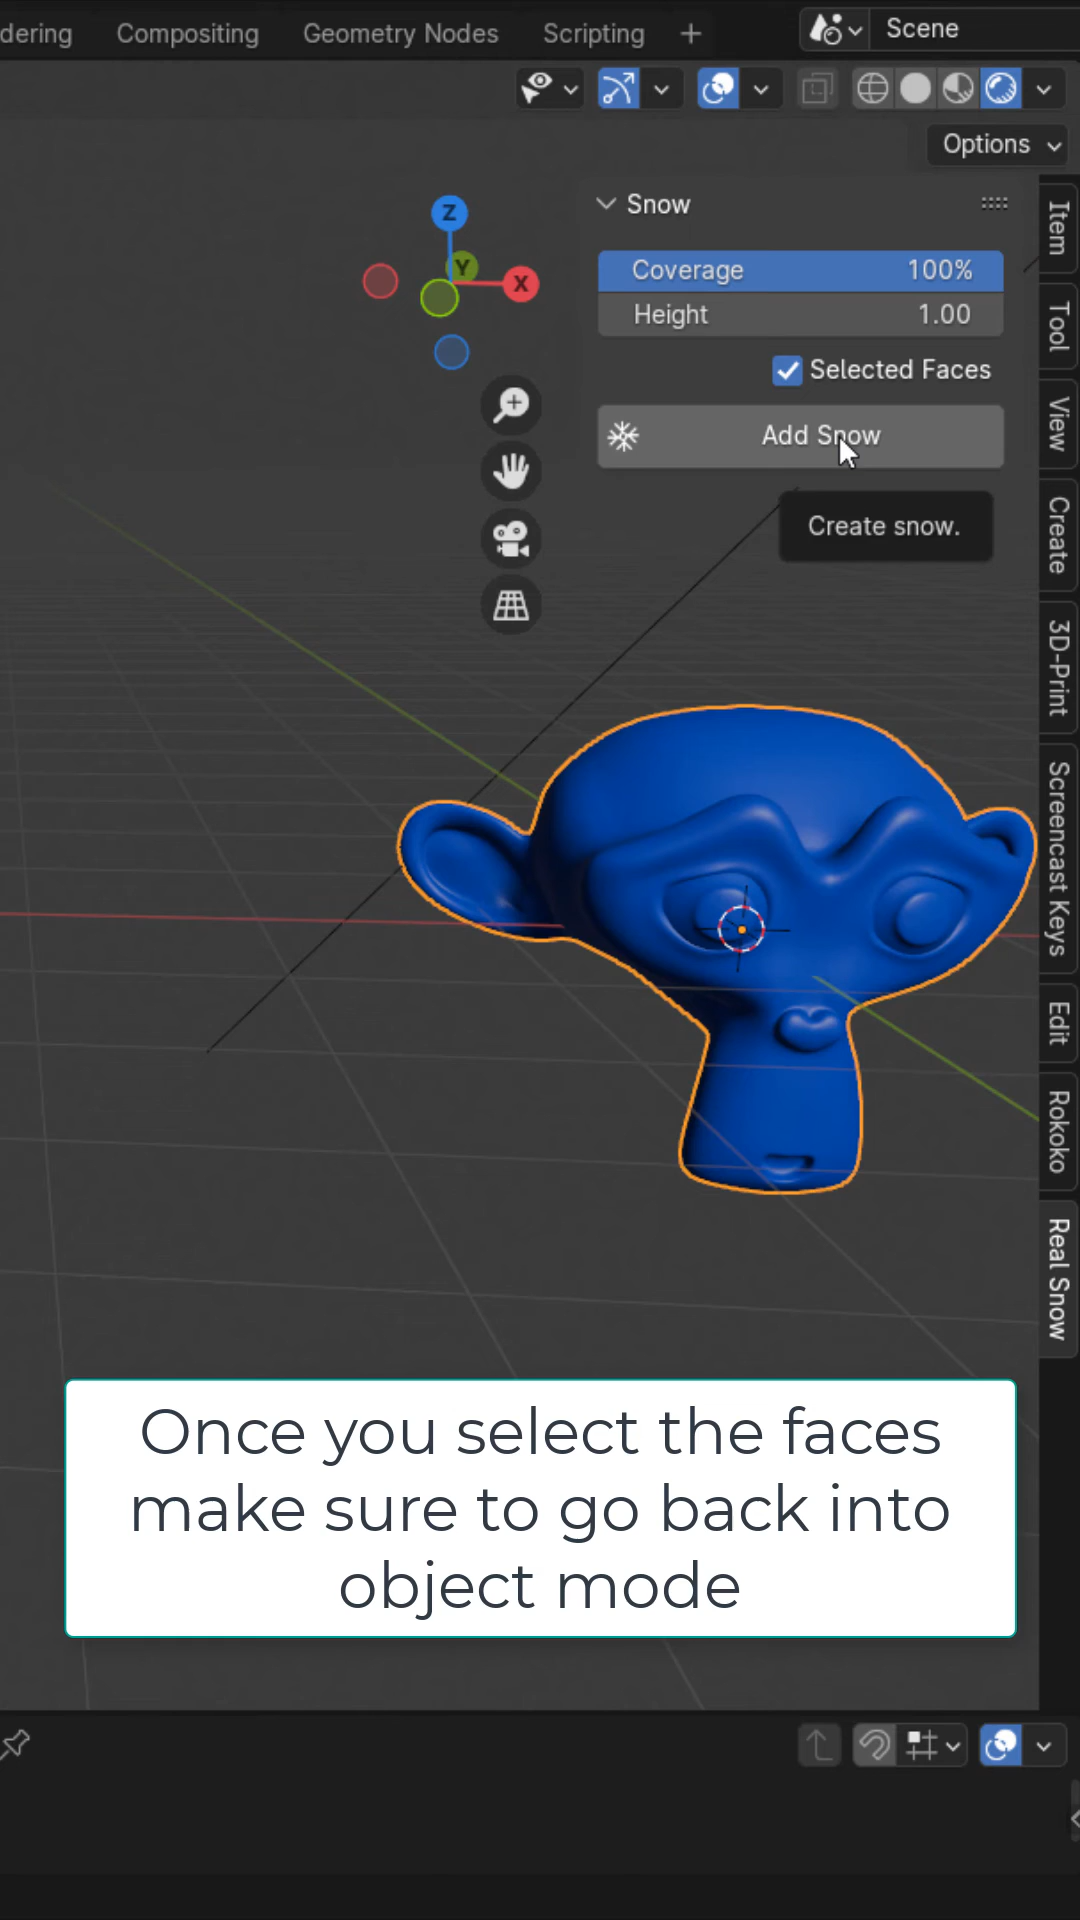 dering Compositing Geometry Nodes Scripting + Scene
Options
Snow
Coverage 100%
Height 1.00
Selected Faces
Add Snow
Create snow.
Z
Y
X
Item
Tool
View
Create
3D-Print
Screencast Keys
Edit
Rokoko
Real Snow
Once you select the faces
make sure to go back into
object mode